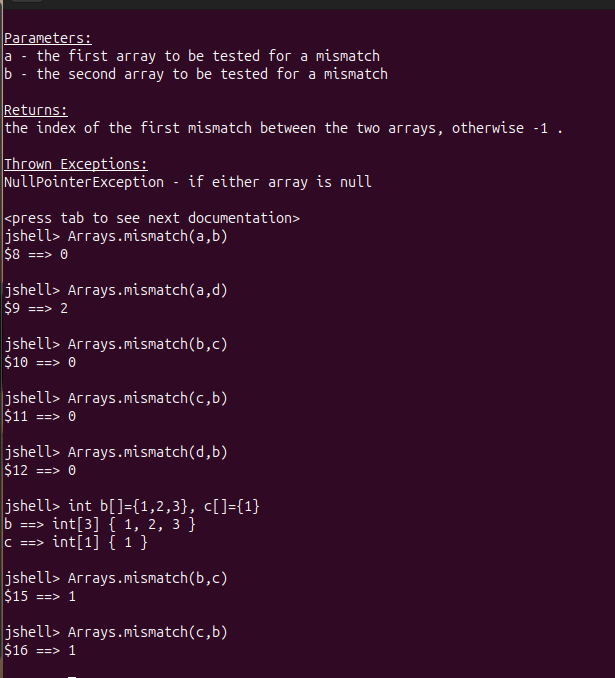 Parameters:
a - the first array to be tested for a mismatch
b - the second array to be tested for a mismatch
Returns:
the index of the first mismatch between the two arrays, otherwise -1 .
Thrown Exceptions:
NullPointerException - if either array is null
<press tab to see next documentation>
jshell> Arrays.mismatch(a,b)
$8 ==> 0
jshell> Arrays.mismatch(a,d)
$9 ==> 2
jshell> Arrays.mismatch(b,c)
$10 ==> 0
jshell> Arrays.mismatch(c,b)
$11 ==> 0
jshell> Arrays.mismatch(d,b)
$12 ==> 0
jshell> int b[]={1,2,3}, c[]={1}
b ==> int[3] { 1, 2, 3 }
c ==> int[1] { 1 }
jshell> Arrays.mismatch(b,c)
$15 ==> 1
jshell> Arrays.mismatch(c,b)
$16 ==> 1